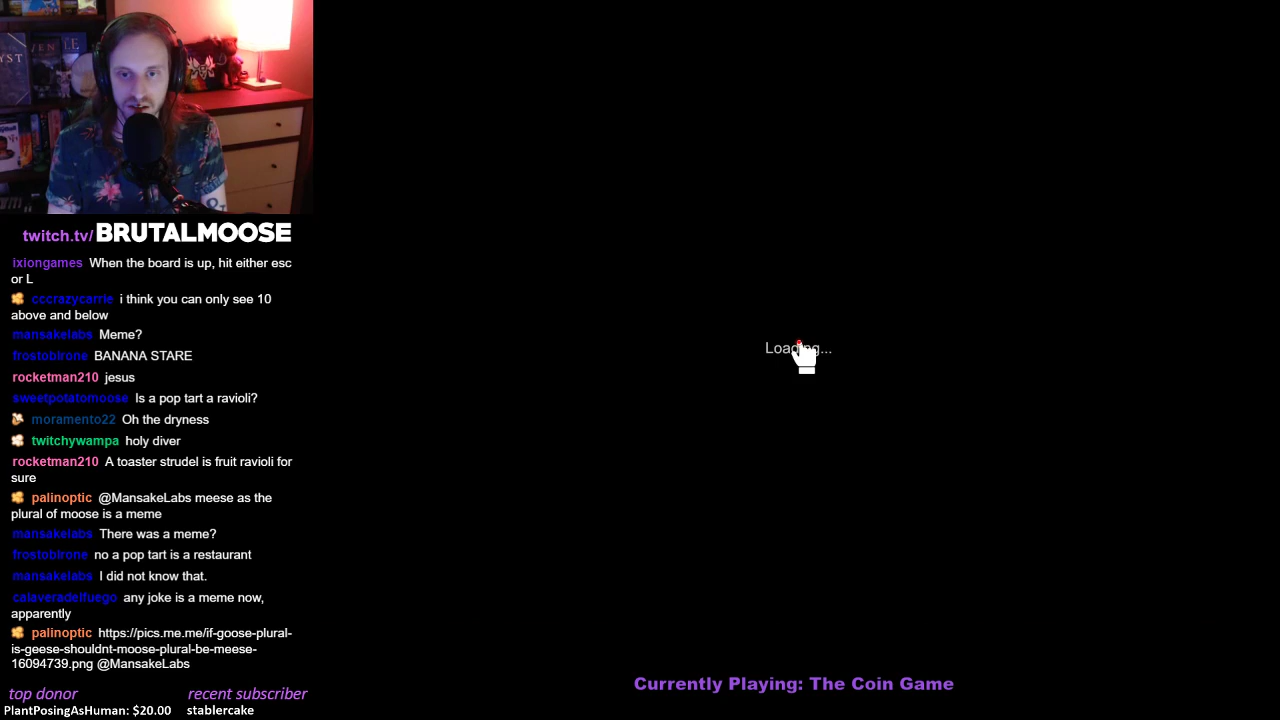 twitch.tv/BRUTALMOOSE
ixiongames When the board is up, hit either esc
or L
cccrazycarrie i think you can only see 10
above and below
mansakelabs Meme?
frostobirone BANANA STARE
rocketman210 jesus
sweetpotatomoose Is a pop tart a ravioli?
moramento22 Oh the dryness
twitchywampa holy diver
rocketman210 A toaster strudel is fruit ravioli for
sure
palinoptic @MansakeLabs meese as the
plural of moose is a meme
mansakelabs There was a meme?
frostobirone no a pop tart is a restaurant
mansakelabs I did not know that.
calaveradelfuego any joke is a meme now,
apparently
palinoptic https://pics.me.me/if-goose-plural-
is-geese-shouldnt-moose-plural-be-meese-
16094739.png @MansakeLabs
top donor recent subscriber
PlantPosingAsHuman: $20.00 stablercake
Loading...
Currently Playing: The Coin Game